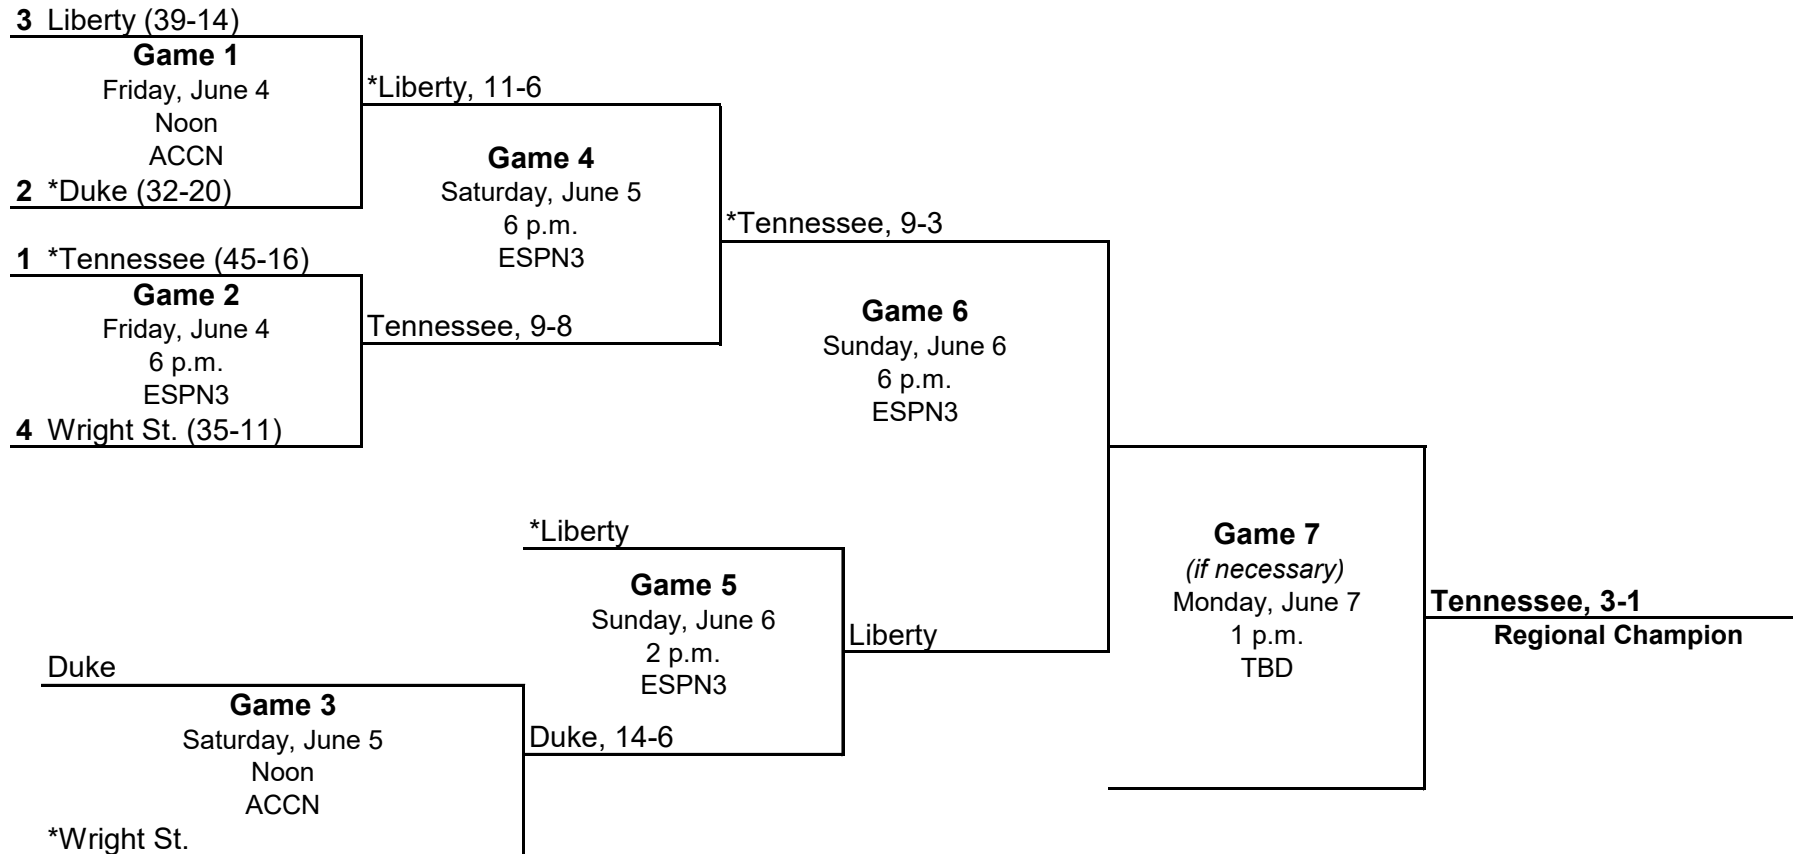 3 Liberty (39-14)
Game 1
Friday, June 4
Noon
ACCN
2 *Duke (32-20)
*Liberty, 11-6
1 *Tennessee (45-16)
Game 2
Friday, June 4
6 p.m.
ESPN3
4 Wright St. (35-11)
Tennessee, 9-8
Game 4
Saturday, June 5
6 p.m.
ESPN3
*Tennessee, 9-3
Game 6
Sunday, June 6
6 p.m.
ESPN3
*Liberty
Game 5
Sunday, June 6
2 p.m.
ESPN3
Liberty
Duke
Game 3
Saturday, June 5
Noon
ACCN
*Wright St.
Duke, 14-6
Game 7
(if necessary)
Monday, June 7
1 p.m.
TBD
Tennessee, 3-1
Regional Champion